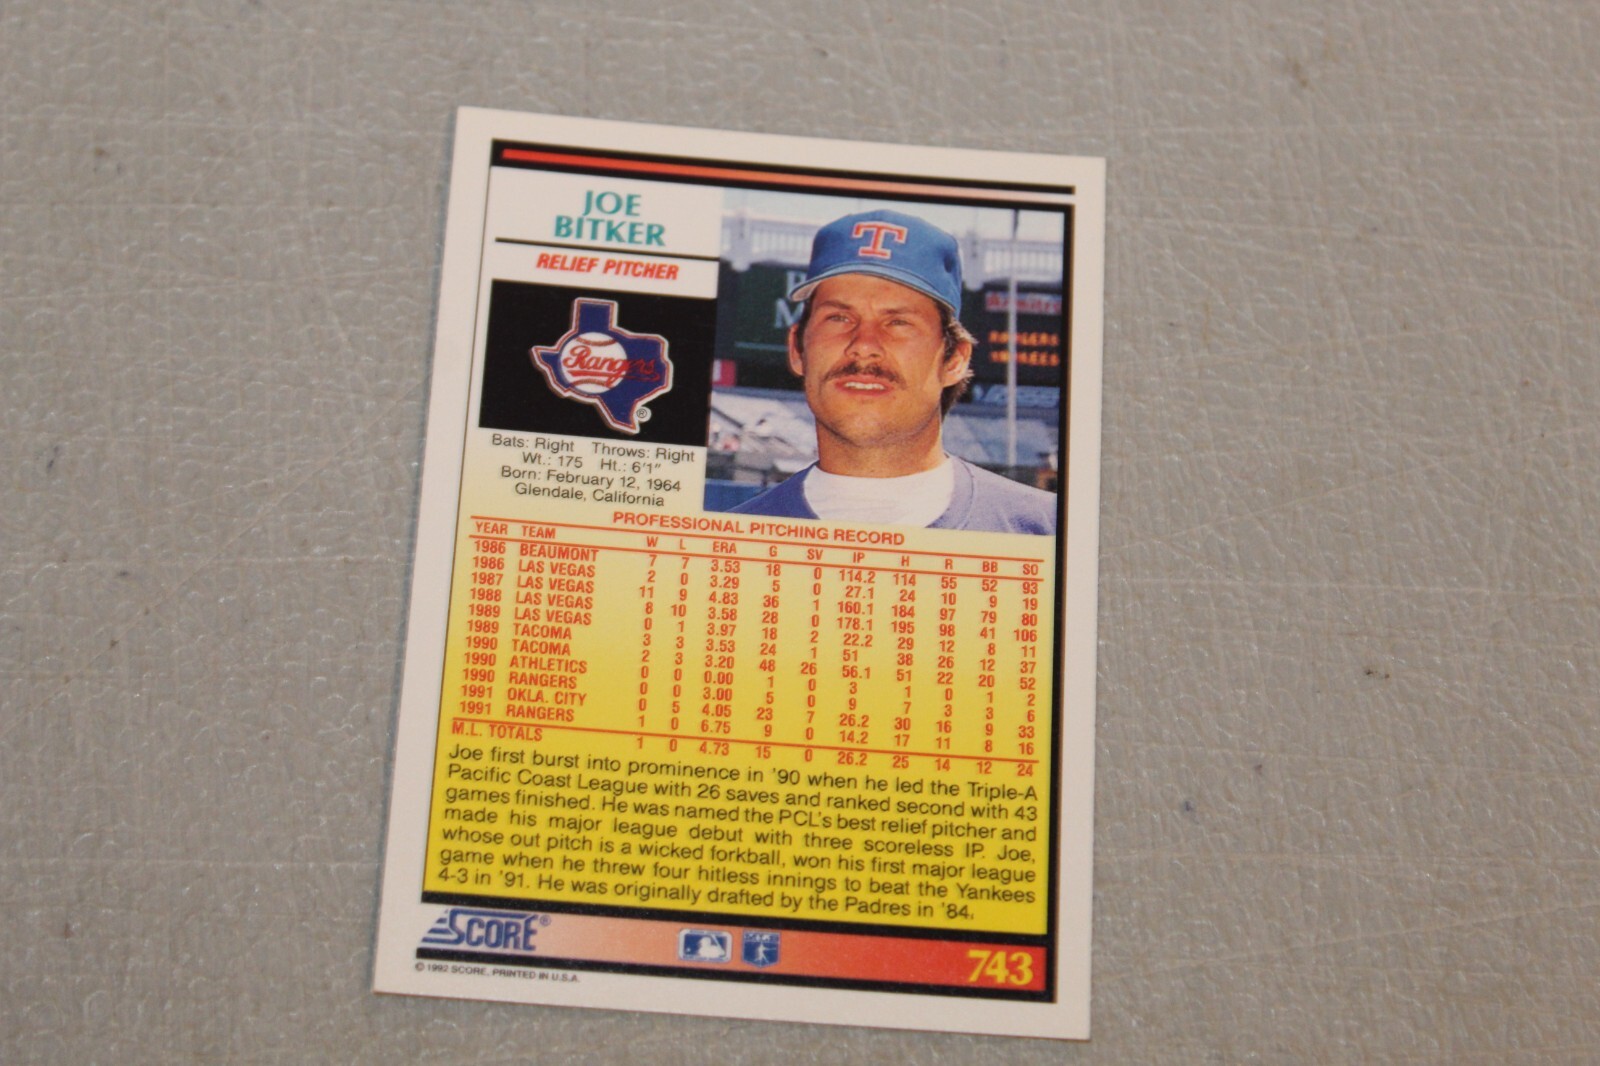 JOE
BITKER
RELIEF PITCHER
T
Rangers
®
Bats: Right Throws: Right
Wt.: 175 Ht.: 6'1"
Born: February 12, 1964
Glendale, California
PROFESSIONAL PITCHING RECORD
YEAR TEAM W L ERA G SV IP H R BB SO
1986 BEAUMONT 7 7 3.53 18 0 114.2 114 55 52 93
1986 LAS VEGAS 2 0 3.29 5 0 27.1 24 10 9 19
1987 LAS VEGAS 11 9 4.83 36 1 160.1 184 97 79 80
1988 LAS VEGAS 8 10 3.58 28 0 178.1 195 98 41 106
1989 LAS VEGAS 0 1 3.97 18 2 22.2 29 12 8 11
1989 TACOMA 3 3 3.53 24 1 51 38 26 12 37
1990 TACOMA 2 3 3.20 48 26 56.1 51 22 20 52
1990 ATHLETICS 0 0 0.00 1 0 3 1 0 1 2
1990 RANGERS 0 0 3.00 5 0 9 7 3 3 6
1991 OKLA. CITY 0 5 4.05 23 7 26.2 30 16 9 33
1991 RANGERS 1 0 6.75 9 0 14.2 17 11 8 16
M.L. TOTALS 1 0 4.73 15 0 26.2 25 14 12 24
Joe first burst into prominence in '90 when he led the Triple-A
Pacific Coast League with 26 saves and ranked second with 43
games finished. He was named the PCL's best relief pitcher and
made his major league debut with three scoreless IP. Joe,
whose out pitch is a wicked forkball, won his first major league
game when he threw four hitless innings to beat the Yankees
4-3 in '91. He was originally drafted by the Padres in '84.
SCORE®
743
© 1992 SCORE, PRINTED IN U.S.A.